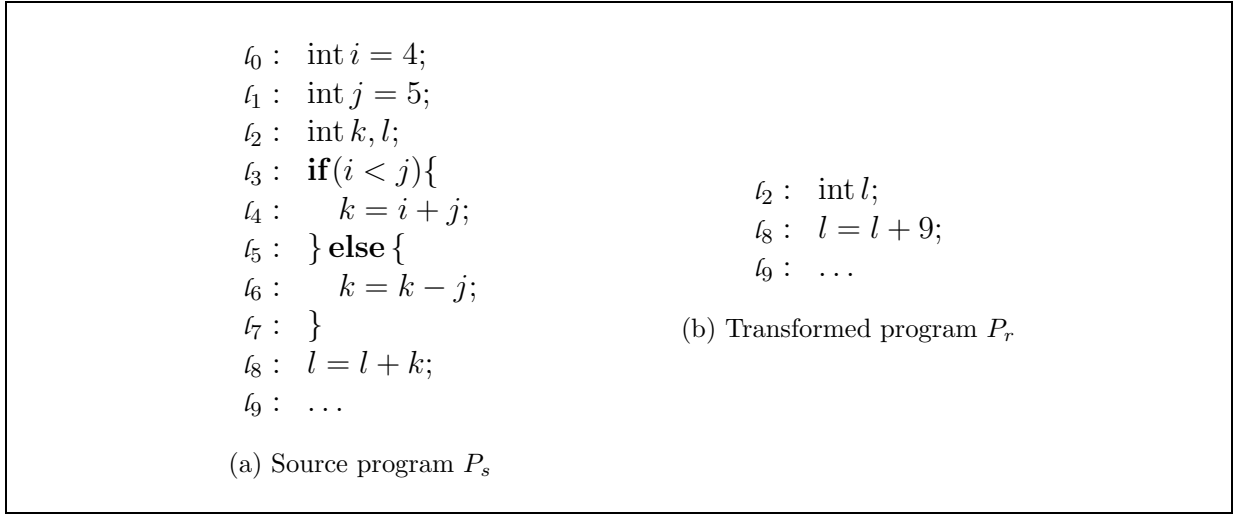 ℓ₀ : int i = 4;
ℓ₁ : int j = 5;
ℓ₂ : int k, l;
ℓ₃ : if(i < j){
ℓ₄ : k = i + j;
ℓ₅ : } else {
ℓ₆ : k = k − j;
ℓ₇ : }
ℓ₈ : l = l + k;
ℓ₉ : ...
(a) Source program Pₛ
ℓ₂ : int l;
ℓ₈ : l = l + 9;
ℓ₉ : ...
(b) Transformed program Pᵣ